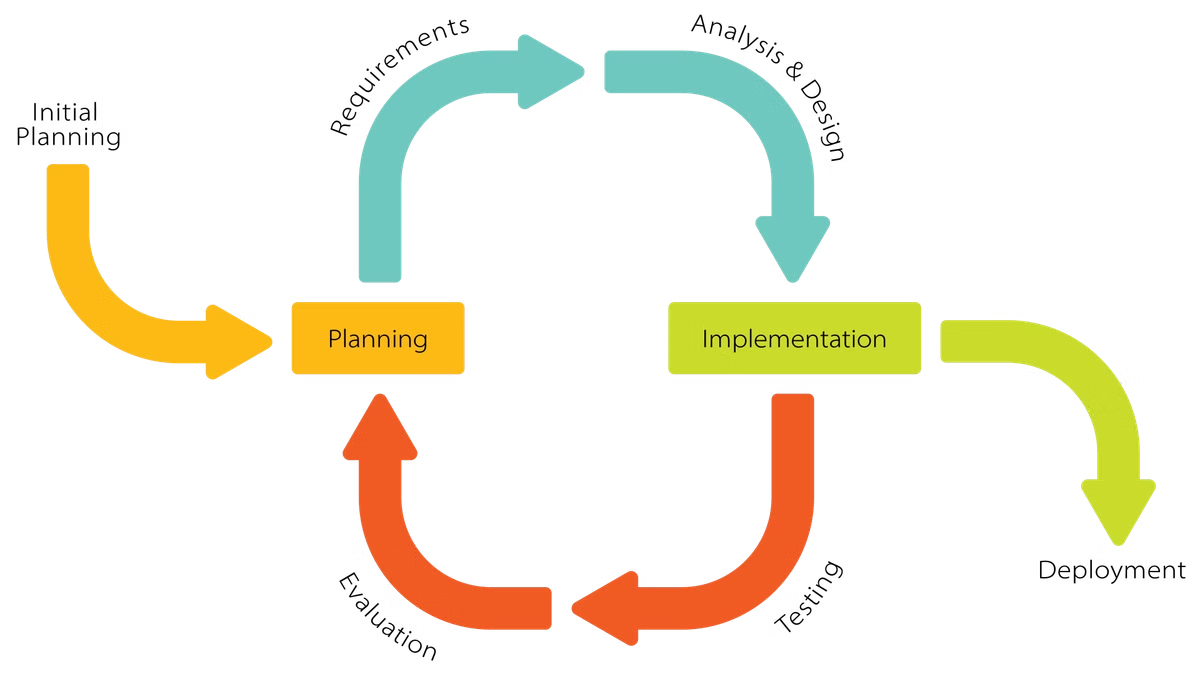 Requirements
Analysis & Design
Initial
Planning
Planning
Implementation
Deployment
Evaluation
Testing